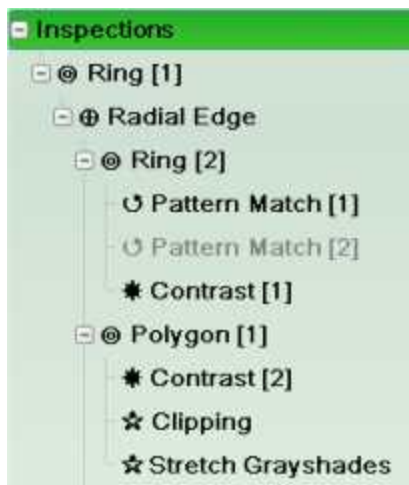 Inspections
Ring [1]
Radial Edge
Ring [2]
Pattern Match [1]
Pattern Match [2]
Contrast [1]
Polygon [1]
Contrast [2]
Clipping
Stretch Grayshades